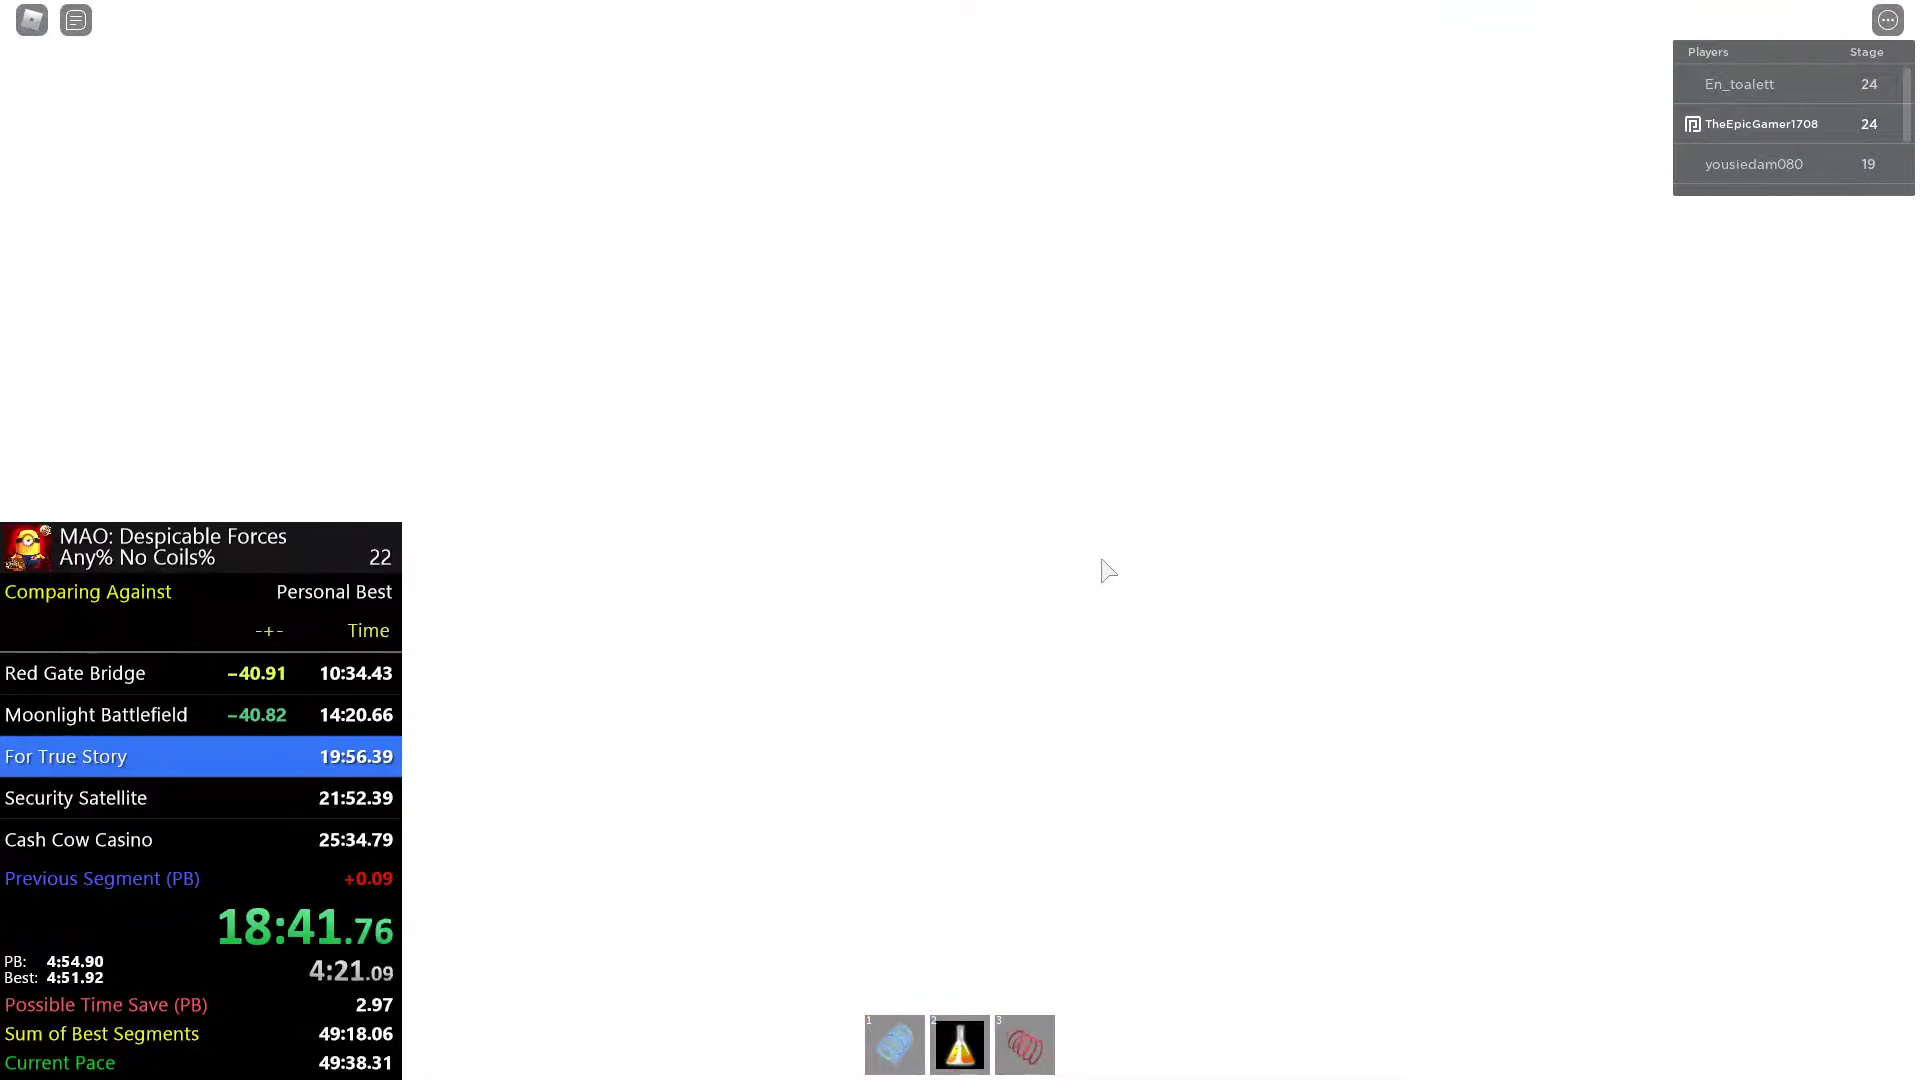 Players Stage
En_toalett 24
TheEpicGamer1708 24
yousiedam080 19
MAO: Despicable Forces
Any% No Coils% 22
Comparing Against Personal Best
-+- Time
Red Gate Bridge −40.91 10:34.43
Moonlight Battlefield −40.82 14:20.66
For True Story 19:56.39
Security Satellite 21:52.39
Cash Cow Casino 25:34.79
Previous Segment (PB) +0.09
18:41.76
PB: 4:54.90
Best: 4:51.92
4:21.09
Possible Time Save (PB) 2.97
Sum of Best Segments 49:18.06
Current Pace 49:38.31
1 2 3